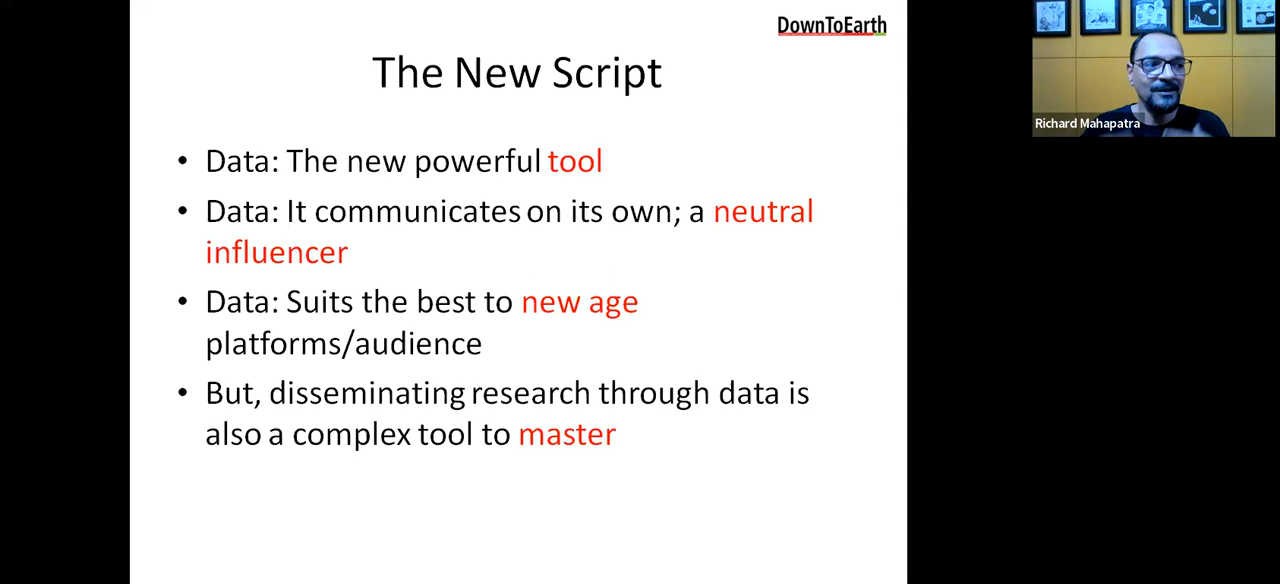 DownToEarth
The New Script
• Data: The new powerful tool
• Data: It communicates on its own; a neutral
influencer
• Data: Suits the best to new age
platforms/audience
• But, disseminating research through data is
also a complex tool to master
Richard Mahapatra